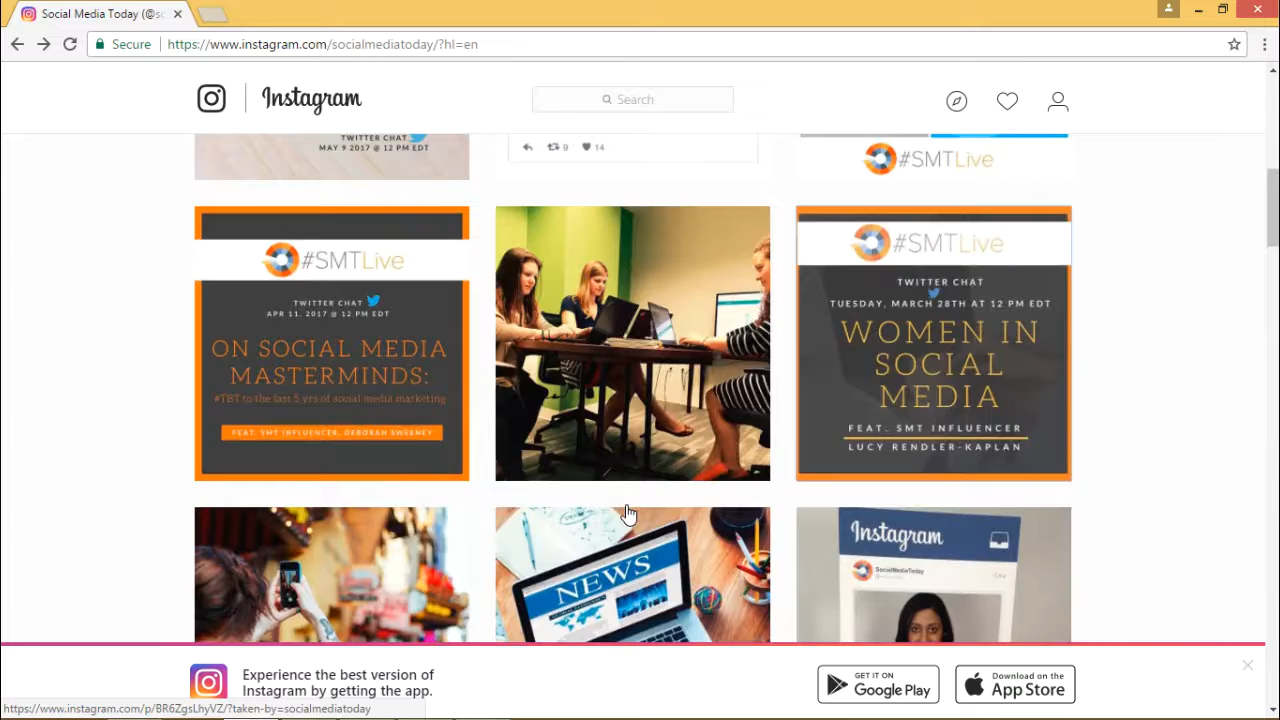 Social Media Today (@sc
Secure
https://www.instagram.com/socialmediatoday/?hl=en
Instagram
Search
TWITTER CHAT
MAY 9 2017 @ 12 PM EDT
9
14
#SMTLive
#SMTLive
TWITTER CHAT
APR 11, 2017 @ 12 PM EDT
ON SOCIAL MEDIA
MASTERMINDS:
#TBT to the last 5 yrs of social media marketing
FEAT. SMT INFLUENCER, DEBORAH SWEENEY
#SMTLive
TWITTER CHAT
TUESDAY, MARCH 28TH AT 12 PM EDT
WOMEN IN
SOCIAL
MEDIA
FEAT. SMT INFLUENCER
LUCY RENDLER-KAPLAN
NEWS
Instagram
SocialMediaToday
Experience the best version of
Instagram by getting the app.
GET IT ON
Google Play
Download on the
App Store
https://www.instagram.com/p/BR6ZgsLhyVZ/?taken-by=socialmediatoday